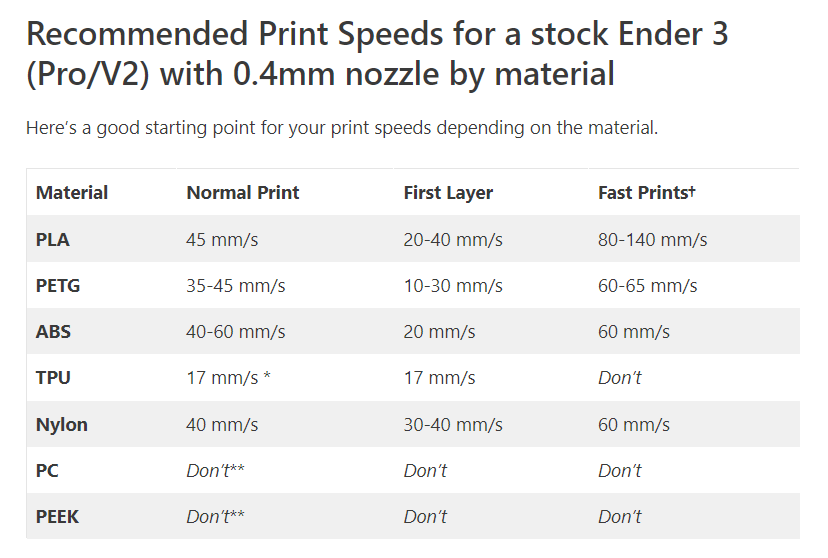 Recommended Print Speeds for a stock Ender 3
(Pro/V2) with 0.4mm nozzle by material
Here's a good starting point for your print speeds depending on the material.
Material Normal Print First Layer Fast Prints†
PLA 45 mm/s 20-40 mm/s 80-140 mm/s
PETG 35-45 mm/s 10-30 mm/s 60-65 mm/s
ABS 40-60 mm/s 20 mm/s 60 mm/s
TPU 17 mm/s * 17 mm/s Don't
Nylon 40 mm/s 30-40 mm/s 60 mm/s
PC Don't** Don't Don't
PEEK Don't** Don't Don't